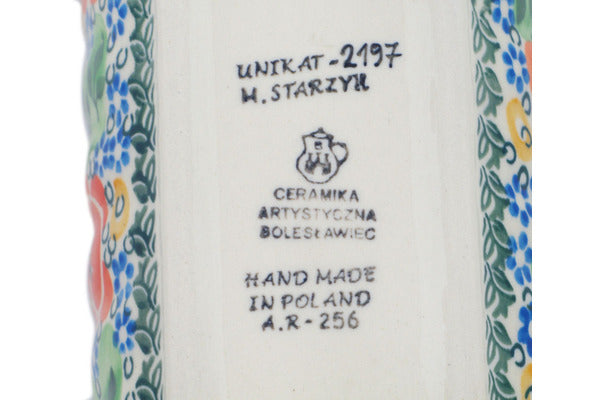 UNIKAT-2197
M. STARZYK
CERAMIKA
ARTYSTYCZNA
BOLESŁAWIEC
HAND MADE
IN POLAND
A.R-256